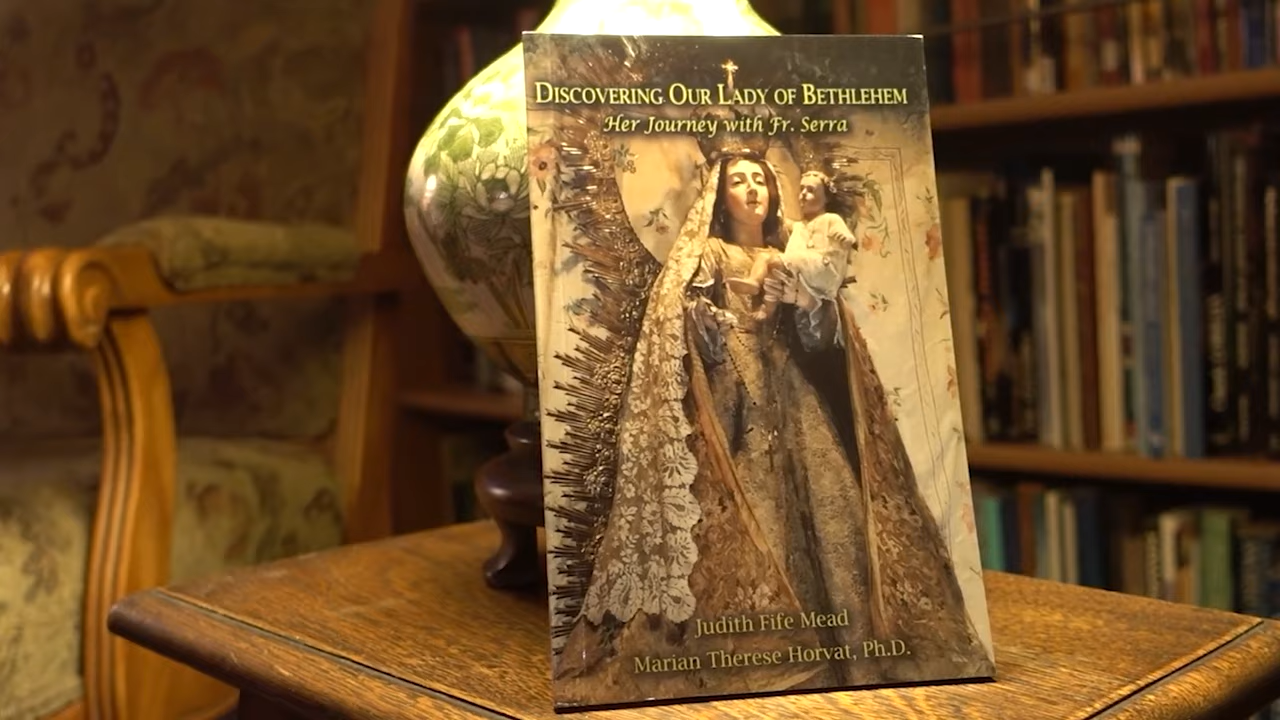 Discovering Our Lady of Bethlehem
Her Journey with Fr. Serra
Judith Fife Mead
Marian Therese Horvat, Ph.D.